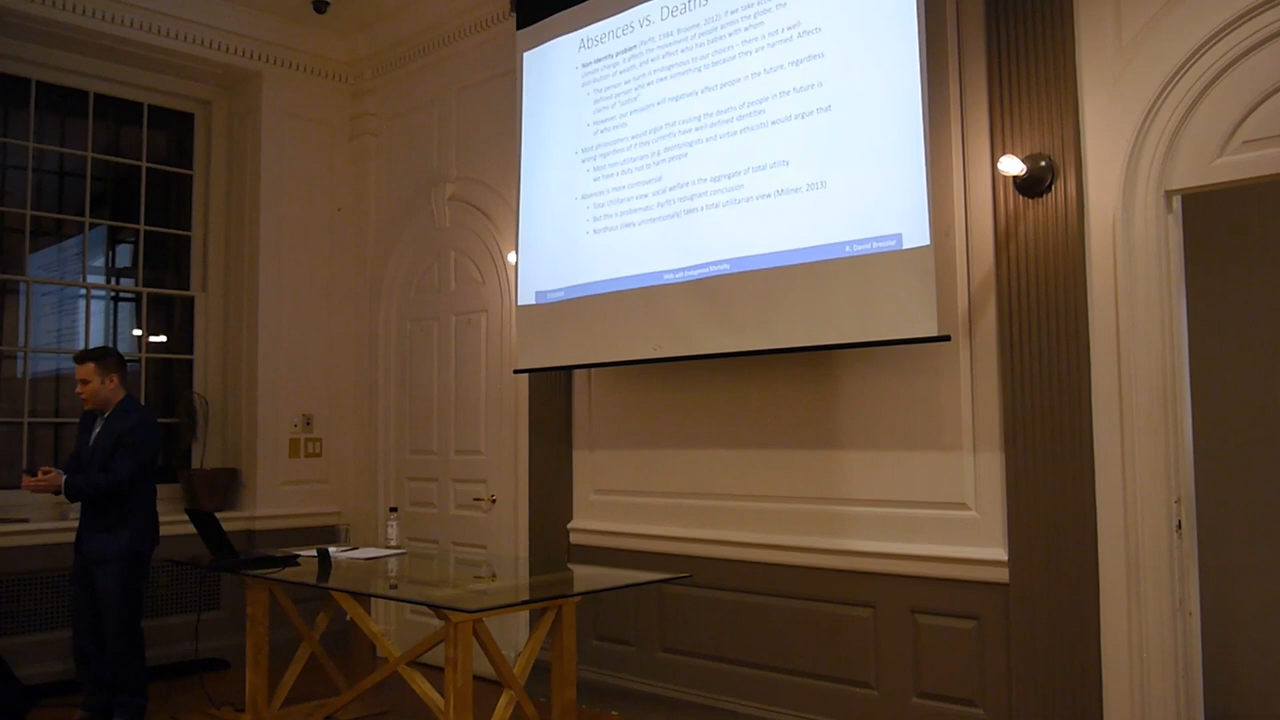 Absences vs. Deaths
Non-identity problem (Parfit, 1984; Broome, 2012): if we take
climate change, it affects the movement of people across the globe, the
distribution of wealth, and will affect who has babies with whom
The person we harm is endogenous to our choices – there is not a well-
defined person who we owe something to because they are harmed. Affects
claims of "justice"
However, our emissions will negatively affect people in the future, regardless
of who exists
Most philosophers would argue that causing the deaths of people in the future is
wrong regardless of if they currently have well-defined identities
Most non-utilitarians (e.g. deontologists and virtue ethicists) would argue that
we have a duty not to harm people
Absences is more controversial
Total Utilitarian view: social welfare is the aggregate of total utility
But this is problematic: Parfit's repugnant conclusion
Nordhaus (likely unintentionally) takes a total utilitarian view (Millner, 2013)
IAMs with Endogenous Mortality
R. Daniel Bressler